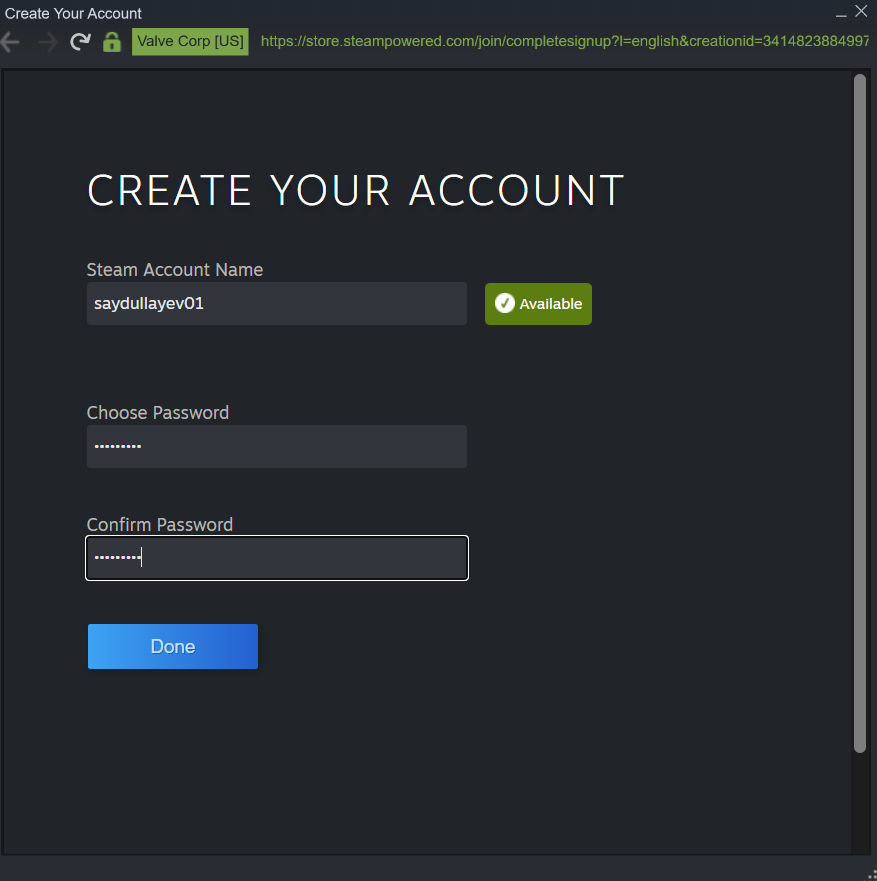 Create Your Account
Valve Corp [US] https://store.steampowered.com/join/completesignup?l=english&creationid=3414823884997
CREATE YOUR ACCOUNT
Steam Account Name
saydullayev01
Available
Choose Password
•••••••••
Confirm Password
•••••••••
Done